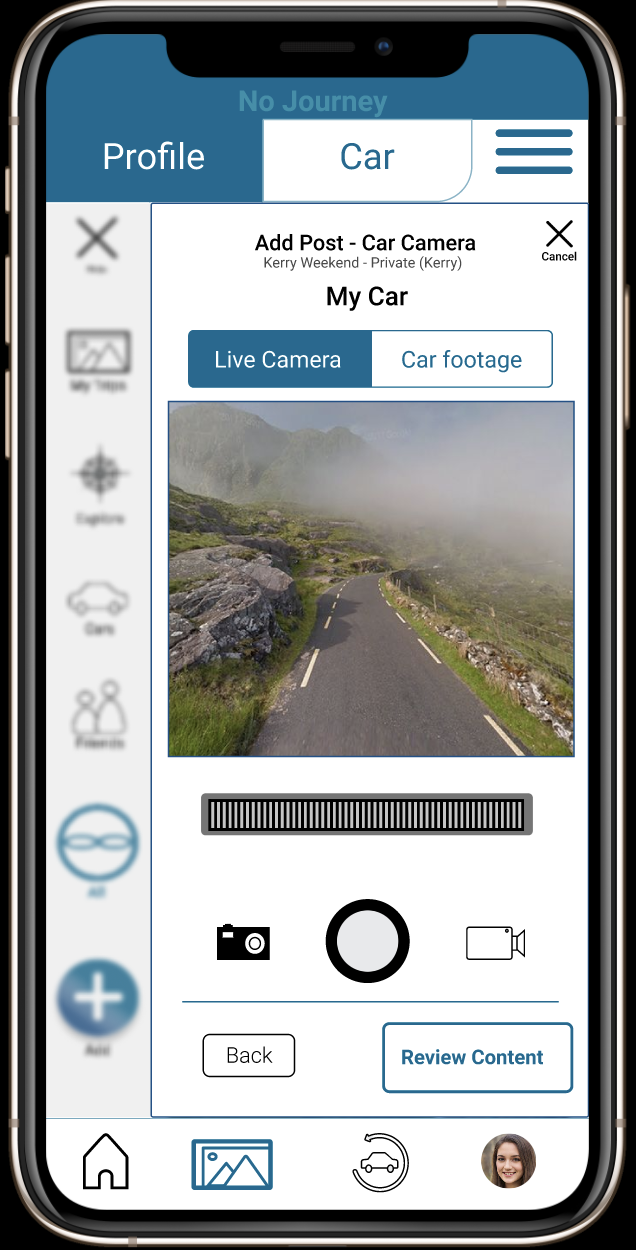 No Journey
Profile
Car
Add Post - Car Camera
Cancel
Kerry Weekend - Private (Kerry)
My Car
Live Camera
Car footage
My Trips
Explore
Cars
Friends
All
Add
Back
Review Content